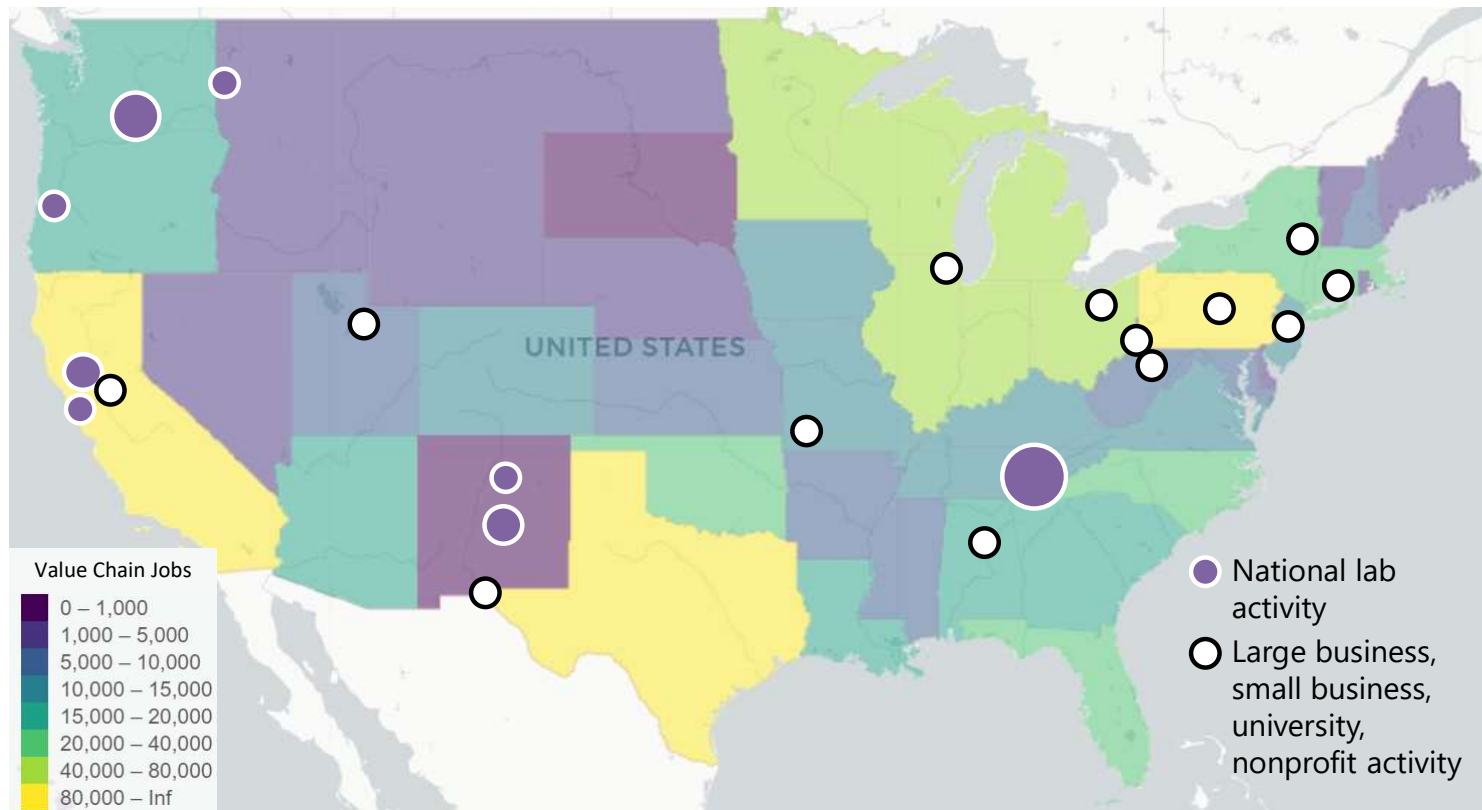 UNITED STATES
Value Chain Jobs
0 – 1,000
1,000 – 5,000
5,000 – 10,000
10,000 – 15,000
15,000 – 20,000
20,000 – 40,000
40,000 – 80,000
80,000 – Inf
National lab
activity
Large business,
small business,
university,
nonprofit activity